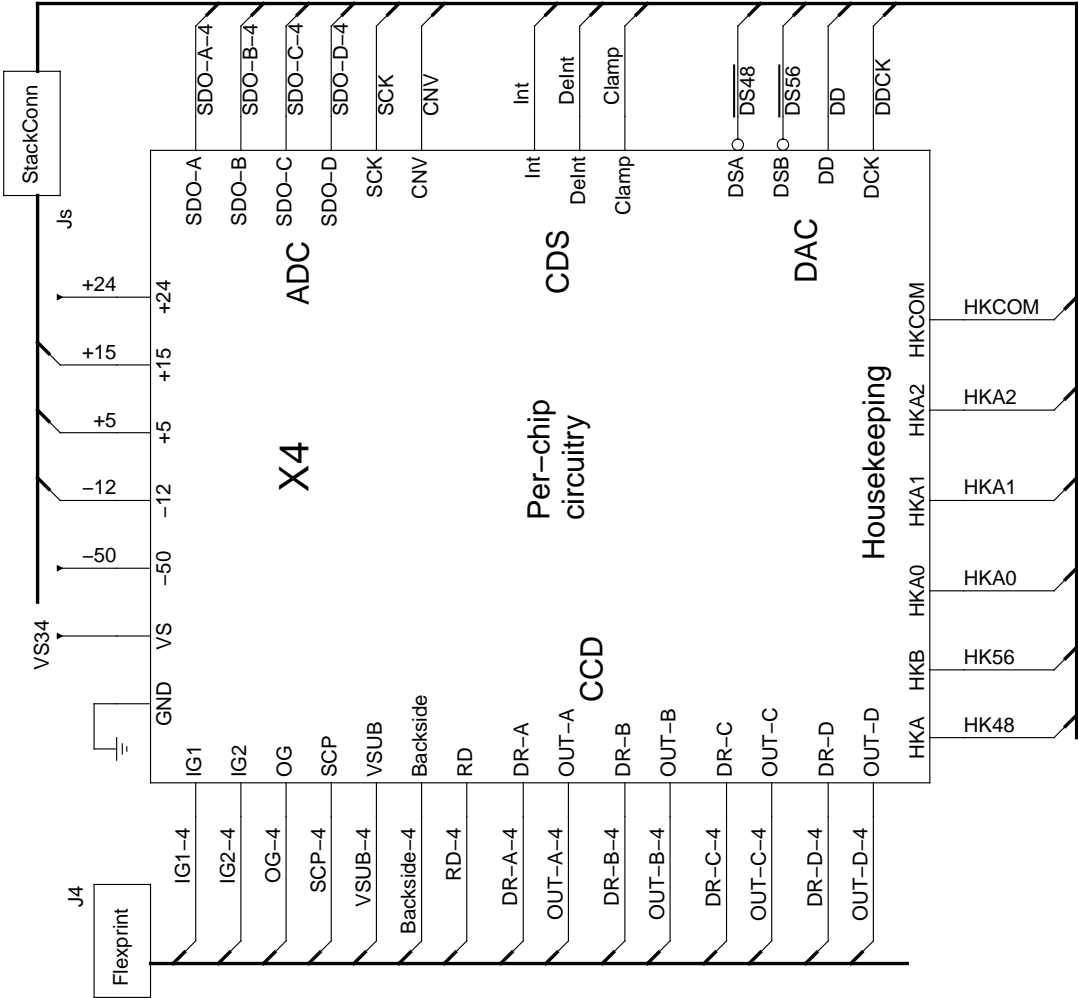 StackConn
Js
SDO–A–4
SDO–B–4
SDO–C–4
SDO–D–4
SCK
CNV
Int
DeInt
Clamp
DS48
DS56
DD
DDCK
SDO–A
SDO–B
SDO–C
SDO–D
SCK
CNV
Int
DeInt
Clamp
DSA
DSB
DD
DCK
ADC
CDS
DAC
+24
+15
+5
–12
–50
VS34
+24
+15
+5
–12
–50
VS
GND
X4
Per–chip
circuitry
Housekeeping
CCD
HKCOM
HKA2
HKA1
HKA0
HKB
HKA
HKCOM
HKA2
HKA1
HKA0
HK56
HK48
IG1
IG2
OG
SCP
VSUB
Backside
RD
DR–A
OUT–A
DR–B
OUT–B
DR–C
OUT–C
DR–D
OUT–D
IG1–4
IG2–4
OG–4
SCP–4
VSUB–4
Backside–4
RD–4
DR–A–4
OUT–A–4
DR–B–4
OUT–B–4
DR–C–4
OUT–C–4
DR–D–4
OUT–D–4
J4
Flexprint